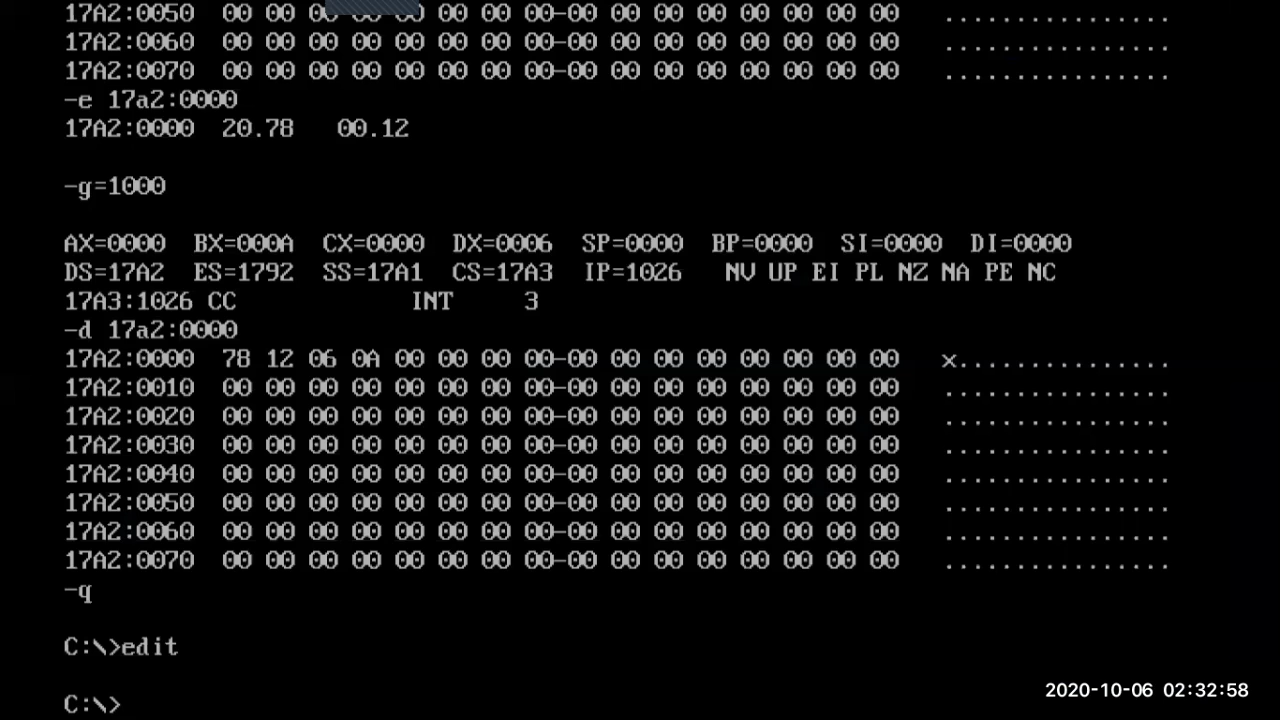 17A2:0050  00 00 00 00 00 00 00 00-00 00 00 00 00 00 00 00   ................
17A2:0060  00 00 00 00 00 00 00 00-00 00 00 00 00 00 00 00   ................
17A2:0070  00 00 00 00 00 00 00 00-00 00 00 00 00 00 00 00   ................
-e 17a2:0000
17A2:0000  20.78   00.12
-g=1000
AX=0000  BX=000A  CX=0000  DX=0006  SP=0000  BP=0000  SI=0000  DI=0000
DS=17A2  ES=1792  SS=17A1  CS=17A3  IP=1026   NV UP EI PL NZ NA PE NC
17A3:1026 CC            INT     3
-d 17a2:0000
17A2:0000  78 12 06 0A 00 00 00 00-00 00 00 00 00 00 00 00   x...............
17A2:0010  00 00 00 00 00 00 00 00-00 00 00 00 00 00 00 00   ................
17A2:0020  00 00 00 00 00 00 00 00-00 00 00 00 00 00 00 00   ................
17A2:0030  00 00 00 00 00 00 00 00-00 00 00 00 00 00 00 00   ................
17A2:0040  00 00 00 00 00 00 00 00-00 00 00 00 00 00 00 00   ................
17A2:0050  00 00 00 00 00 00 00 00-00 00 00 00 00 00 00 00   ................
17A2:0060  00 00 00 00 00 00 00 00-00 00 00 00 00 00 00 00   ................
17A2:0070  00 00 00 00 00 00 00 00-00 00 00 00 00 00 00 00   ................
-q
C:\>edit
C:\>
2020-10-06 02:32:58